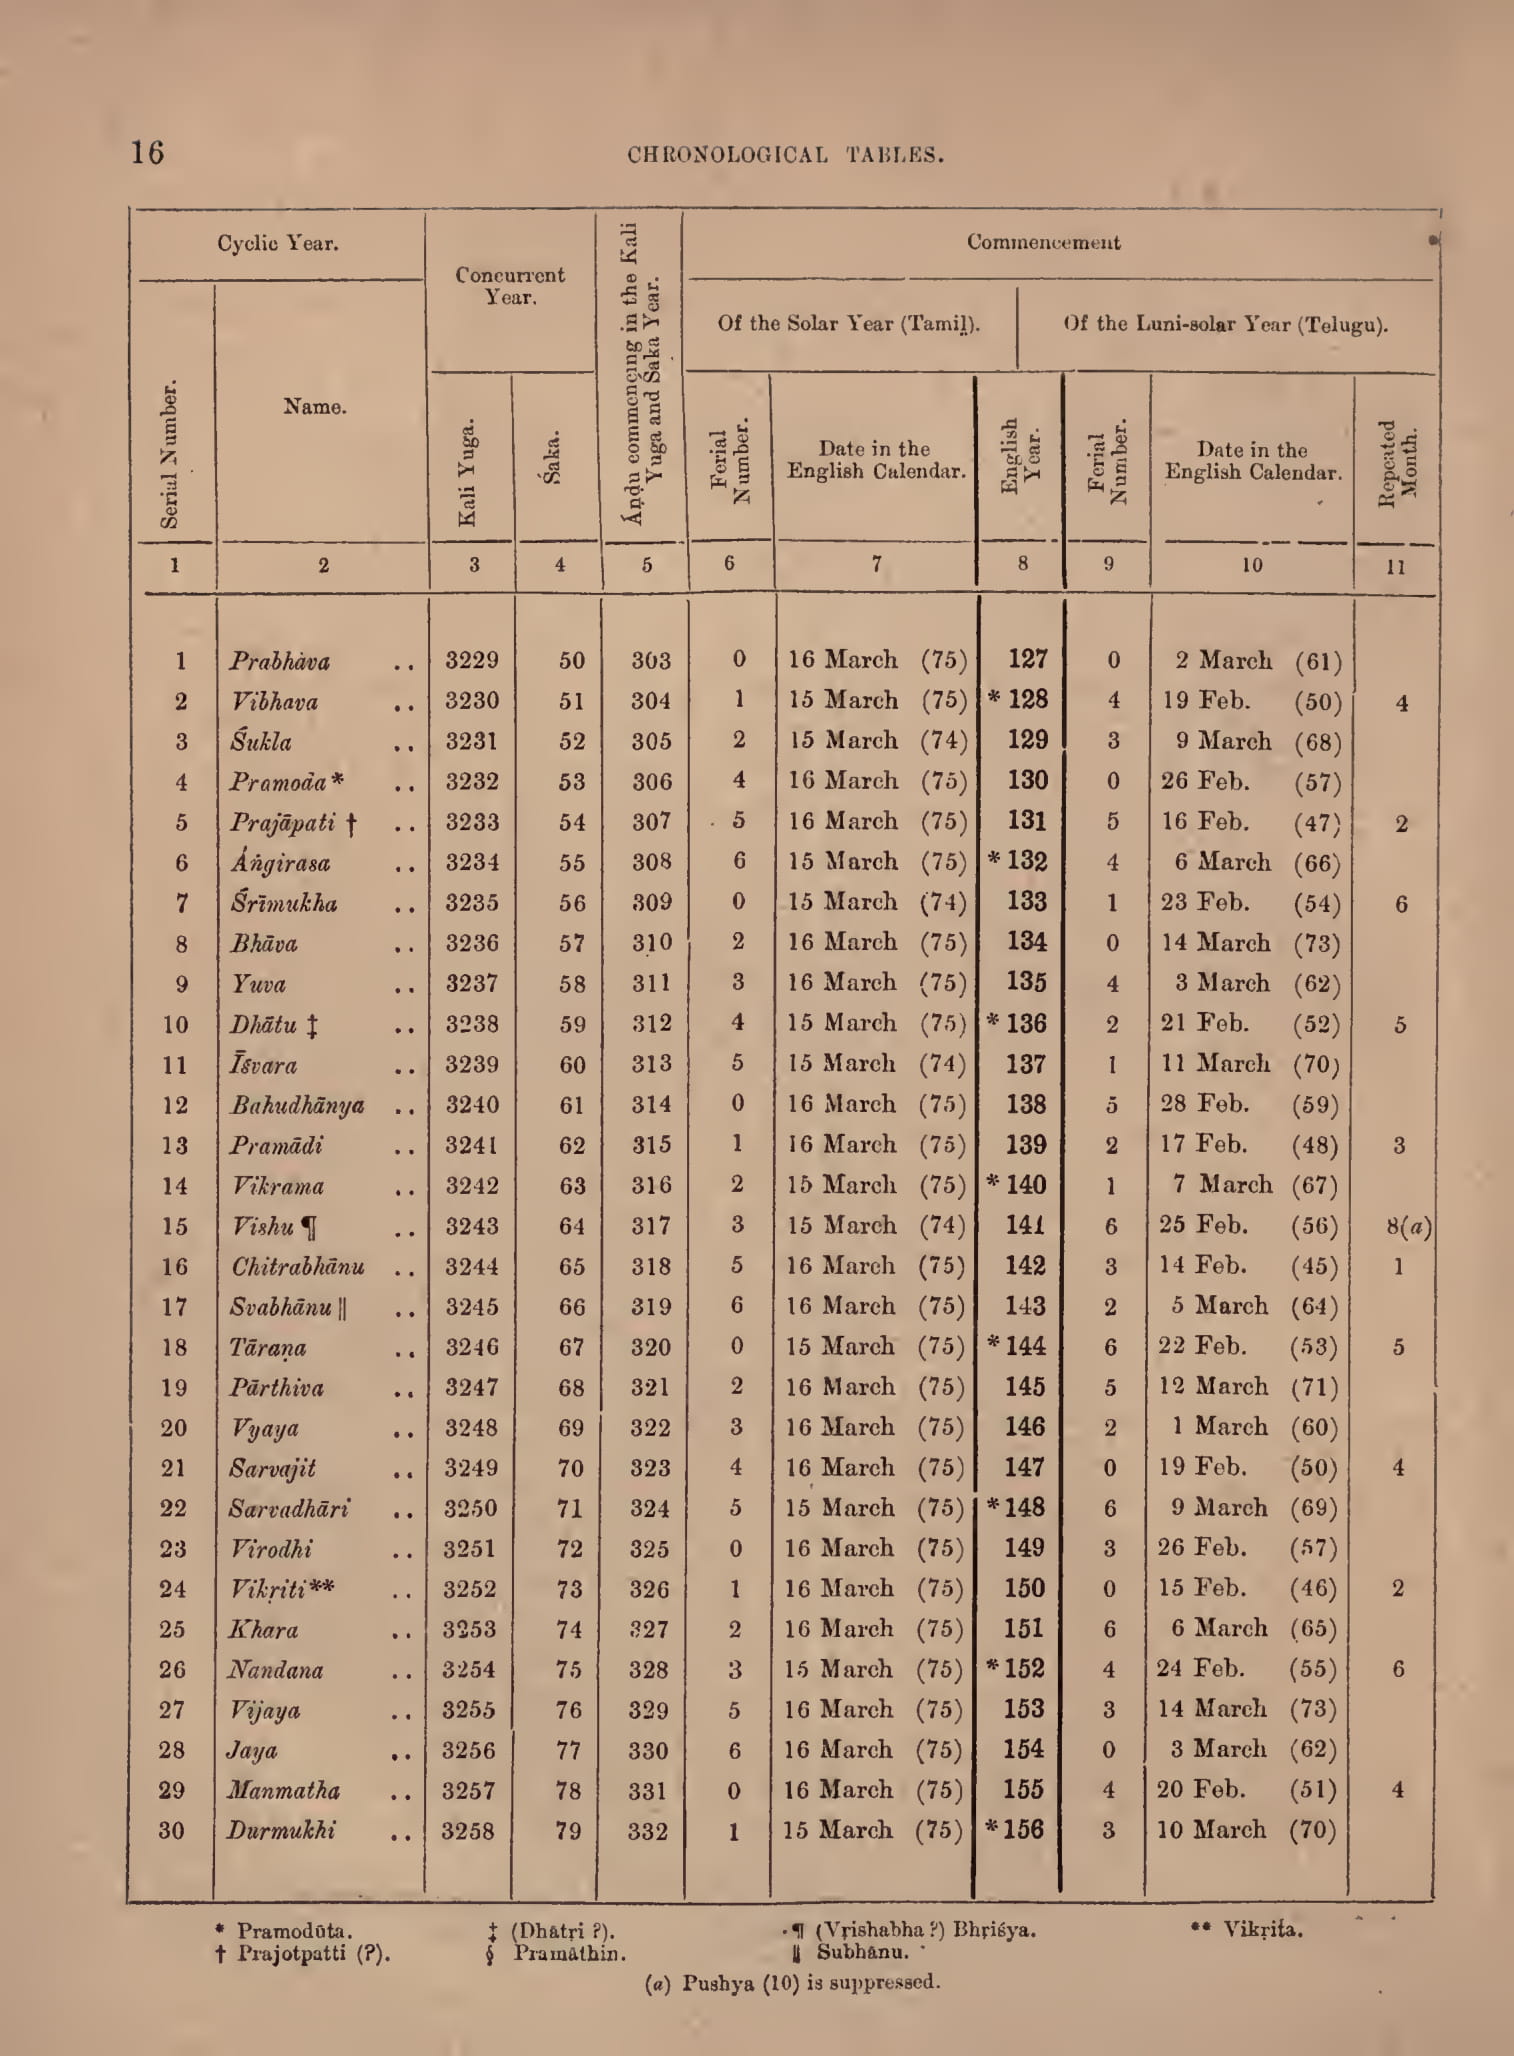 16
CHRONOLOGICAL TABLES.
Cyclic Year.
Concurrent
Year.
Áṇḍu commencing in the Kali
Yuga and Śaka Year.
Commencement
Of the Solar Year (Tamiḻ).
Of the Luni-solar Year (Telugu).
Serial Number.
Name.
Kali Yuga.
Śaka.
Ferial
Number.
Date in the
English Calendar.
English
Year.
Ferial
Number.
Date in the
English Calendar.
Repeated
Month.
1 2 3 4 5 6 7 8 9 10 11
1 Prabhàva .. 3229 50 303 0 16 March (75) 127 0 2 March (61)
2 Vibhava .. 3230 51 304 1 15 March (75) * 128 4 19 Feb. (50) 4
3 Śukla .. 3231 52 305 2 15 March (74) 129 3 9 March (68)
4 Pramoda * .. 3232 53 306 4 16 March (75) 130 0 26 Feb. (57)
5 Prajāpati † .. 3233 54 307 5 16 March (75) 131 5 16 Feb. (47) 2
6 Áṅgirasa .. 3234 55 308 6 15 March (75) * 132 4 6 March (66)
7 Śrīmukha .. 3235 56 309 0 15 March (74) 133 1 23 Feb. (54) 6
8 Bhāva .. 3236 57 310 2 16 March (75) 134 0 14 March (73)
9 Yuva .. 3237 58 311 3 16 March (75) 135 4 3 March (62)
10 Dhātu ‡ .. 3238 59 312 4 15 March (75) * 136 2 21 Feb. (52) 5
11 Īśvara .. 3239 60 313 5 15 March (74) 137 1 11 March (70)
12 Bahudhānya .. 3240 61 314 0 16 March (75) 138 5 28 Feb. (59)
13 Pramādi .. 3241 62 315 1 16 March (75) 139 2 17 Feb. (48) 3
14 Vikrama .. 3242 63 316 2 15 March (75) * 140 1 7 March (67)
15 Vishu ¶ .. 3243 64 317 3 15 March (74) 141 6 25 Feb. (56) 8(a)
16 Chitrabhānu .. 3244 65 318 5 16 March (75) 142 3 14 Feb. (45) 1
17 Svabhānu ‖ .. 3245 66 319 6 16 March (75) 143 2 5 March (64)
18 Tāraṇa .. 3246 67 320 0 15 March (75) * 144 6 22 Feb. (53) 5
19 Pārthiva .. 3247 68 321 2 16 March (75) 145 5 12 March (71)
20 Vyaya .. 3248 69 322 3 16 March (75) 146 2 1 March (60)
21 Sarvajit .. 3249 70 323 4 16 March (75) 147 0 19 Feb. (50) 4
22 Sarvadhāri .. 3250 71 324 5 15 March (75) * 148 6 9 March (69)
23 Virodhi .. 3251 72 325 0 16 March (75) 149 3 26 Feb. (57)
24 Vikṛiti** .. 3252 73 326 1 16 March (75) 150 0 15 Feb. (46) 2
25 Khara .. 3253 74 327 2 16 March (75) 151 6 6 March (65)
26 Nandana .. 3254 75 328 3 15 March (75) * 152 4 24 Feb. (55) 6
27 Vijaya .. 3255 76 329 5 16 March (75) 153 3 14 March (73)
28 Jaya .. 3256 77 330 6 16 March (75) 154 0 3 March (62)
29 Manmatha .. 3257 78 331 0 16 March (75) 155 4 20 Feb. (51) 4
30 Durmukhi .. 3258 79 332 1 15 March (75) * 156 3 10 March (70)
* Pramodūta. ‡ (Dhātṛi ?). ¶ (Vṛishabha ?) Bhṛiśya. ** Vikṛita.
† Prajotpatti (?). § Pramāthin. ‖ Subhānu.
(a) Pushya (10) is suppressed.